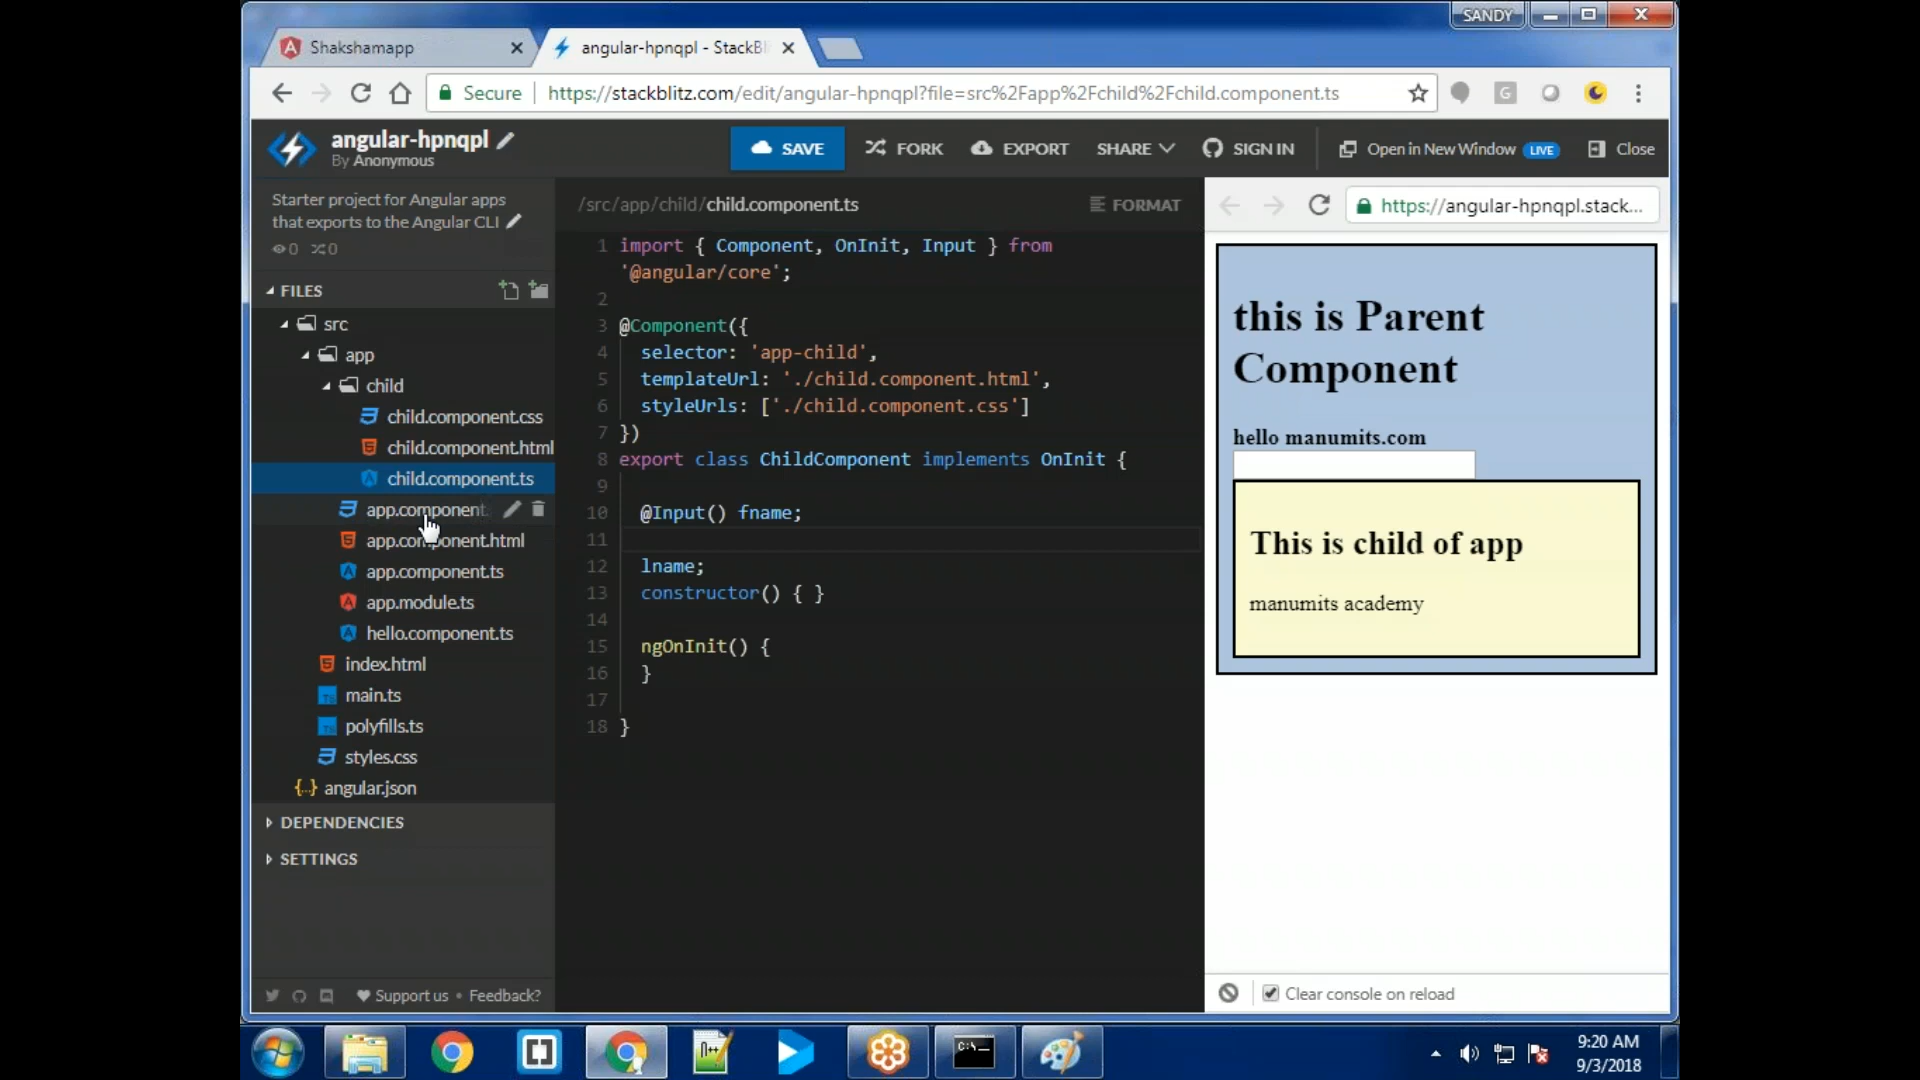 SANDY
Shakshamapp
angular-hpnqpl - StackBl
Secure
https://stackblitz.com/edit/angular-hpnqpl?file=src%2Fapp%2Fchild%2Fchild.component.ts
G
angular-hpnqpl
By Anonymous
SAVE
FORK
EXPORT
SHARE
SIGN IN
Open in New Window LIVE
Close
Starter project for Angular apps
that exports to the Angular CLI
0 0
FILES
src
app
child
child.component.css
child.component.html
child.component.ts
app.component
app.component.html
app.component.ts
app.module.ts
hello.component.ts
index.html
main.ts
polyfills.ts
styles.css
{..} angular.json
DEPENDENCIES
SETTINGS
Support us • Feedback?
/src/app/child/child.component.ts
FORMAT
1 import { Component, OnInit, Input } from
'@angular/core';
2
3 @Component({
4 selector: 'app-child',
5 templateUrl: './child.component.html',
6 styleUrls: ['./child.component.css']
7 })
8 export class ChildComponent implements OnInit {
9
10 @Input() fname;
11
12 lname;
13 constructor() { }
14
15 ngOnInit() {
16 }
17
18 }
https://angular-hpnqpl.stack...
this is Parent
Component
hello manumits.com
This is child of app
manumits academy
Clear console on reload
9:20 AM
9/3/2018